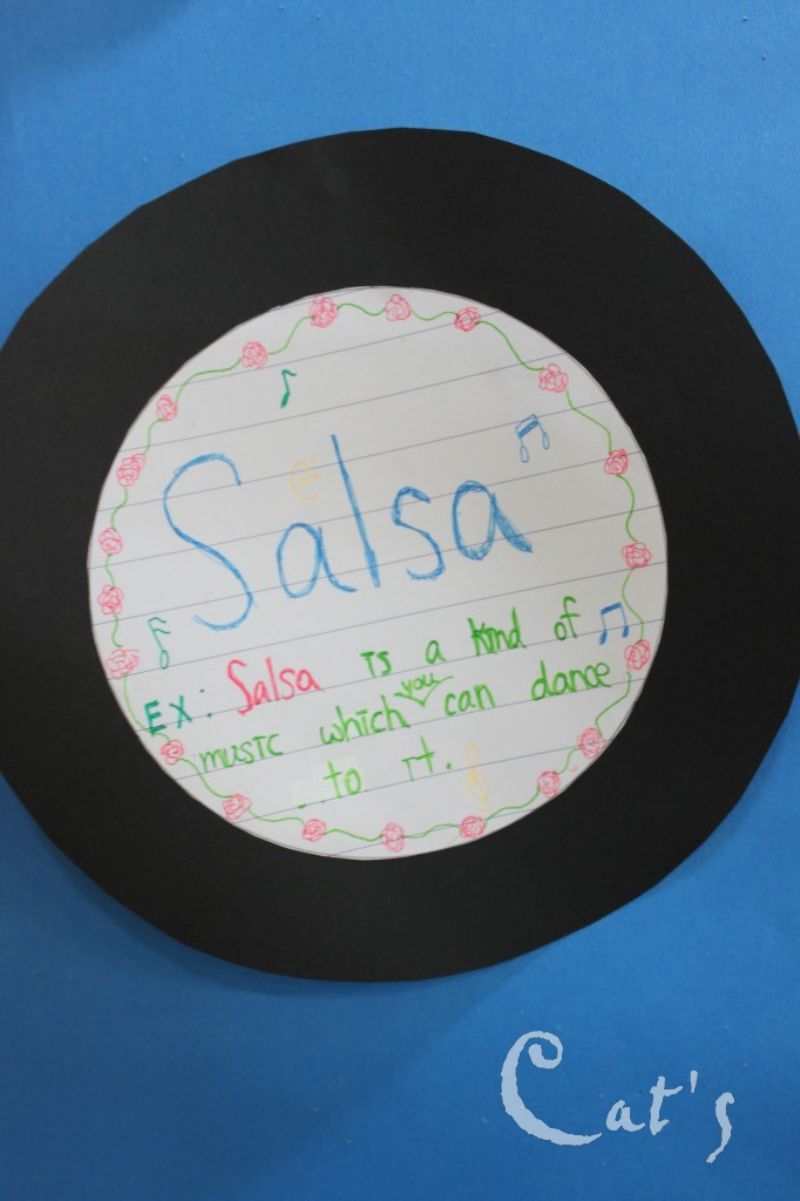 Salsa
EX: Salsa is a kind of
music which you can dance
to it.
Cat's